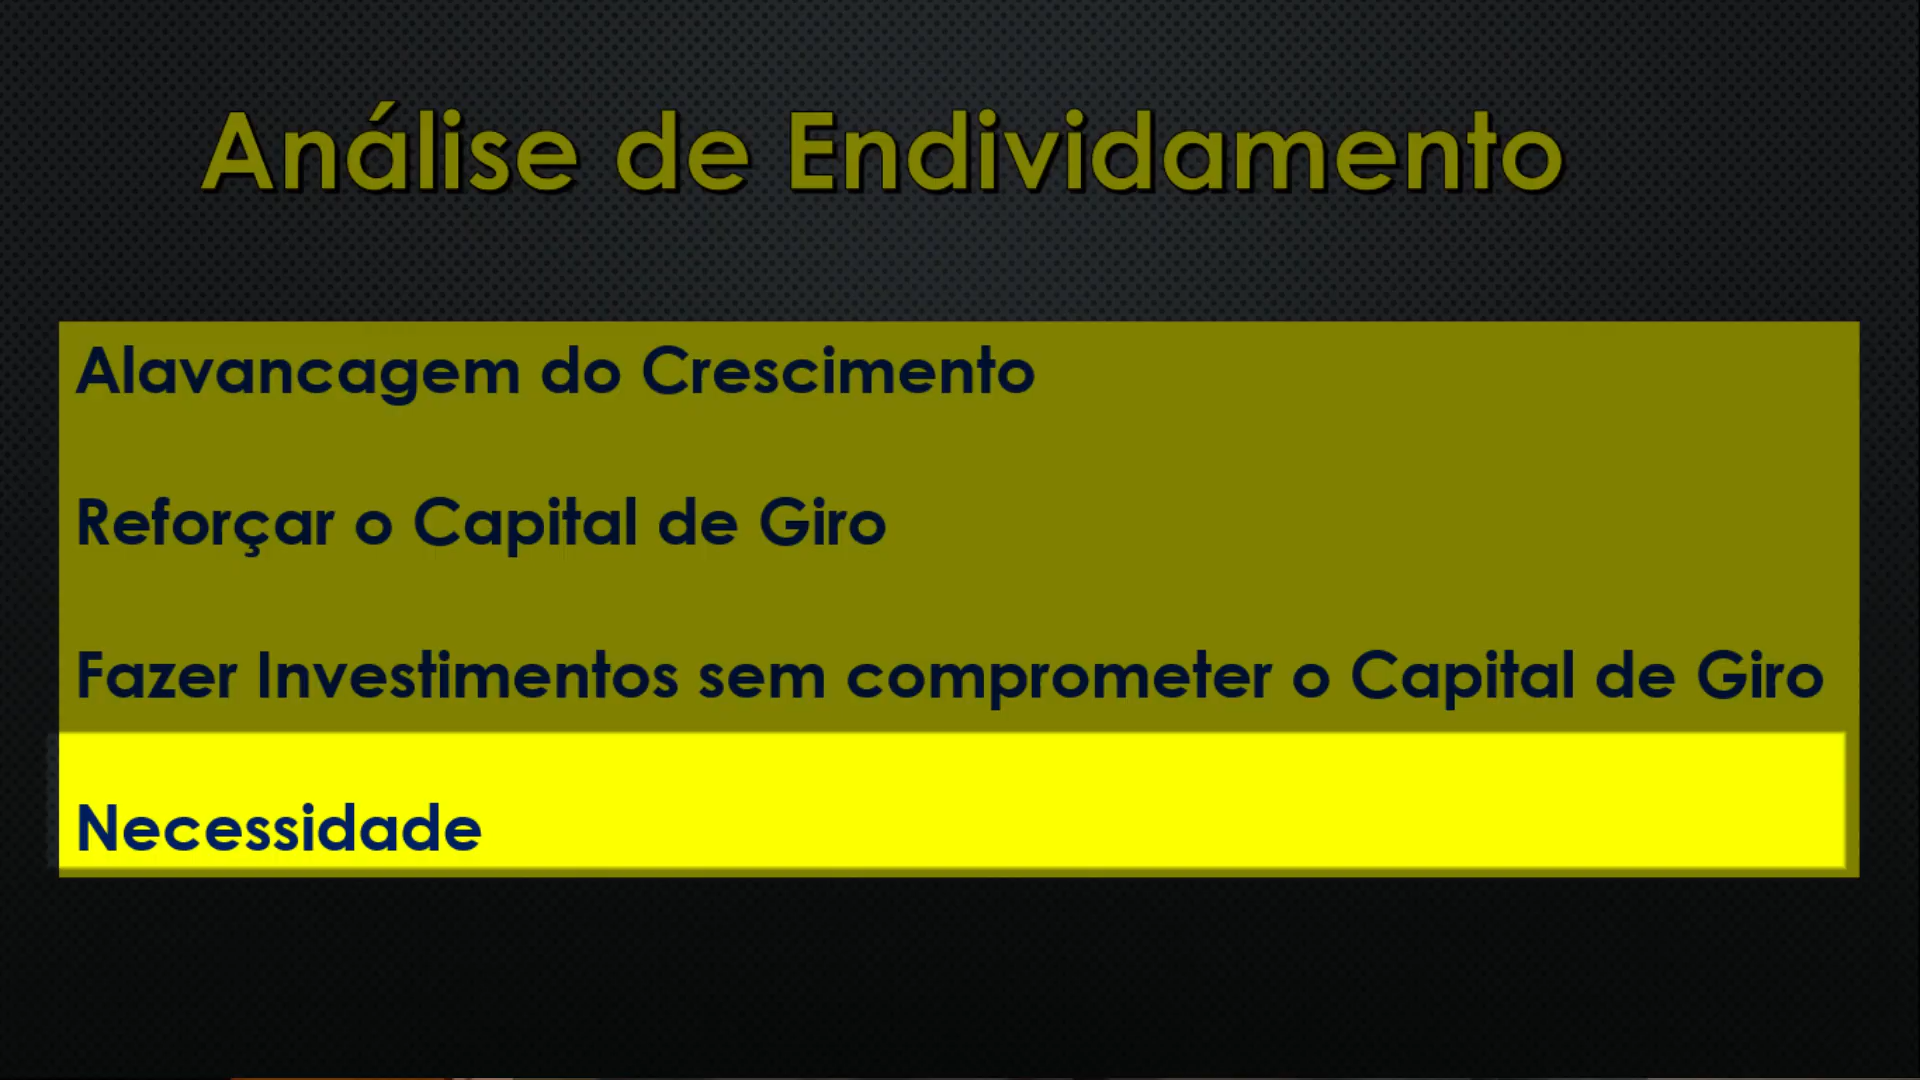 Análise de Endividamento
Alavancagem do Crescimento
Reforçar o Capital de Giro
Fazer Investimentos sem comprometer o Capital de Giro
Necessidade